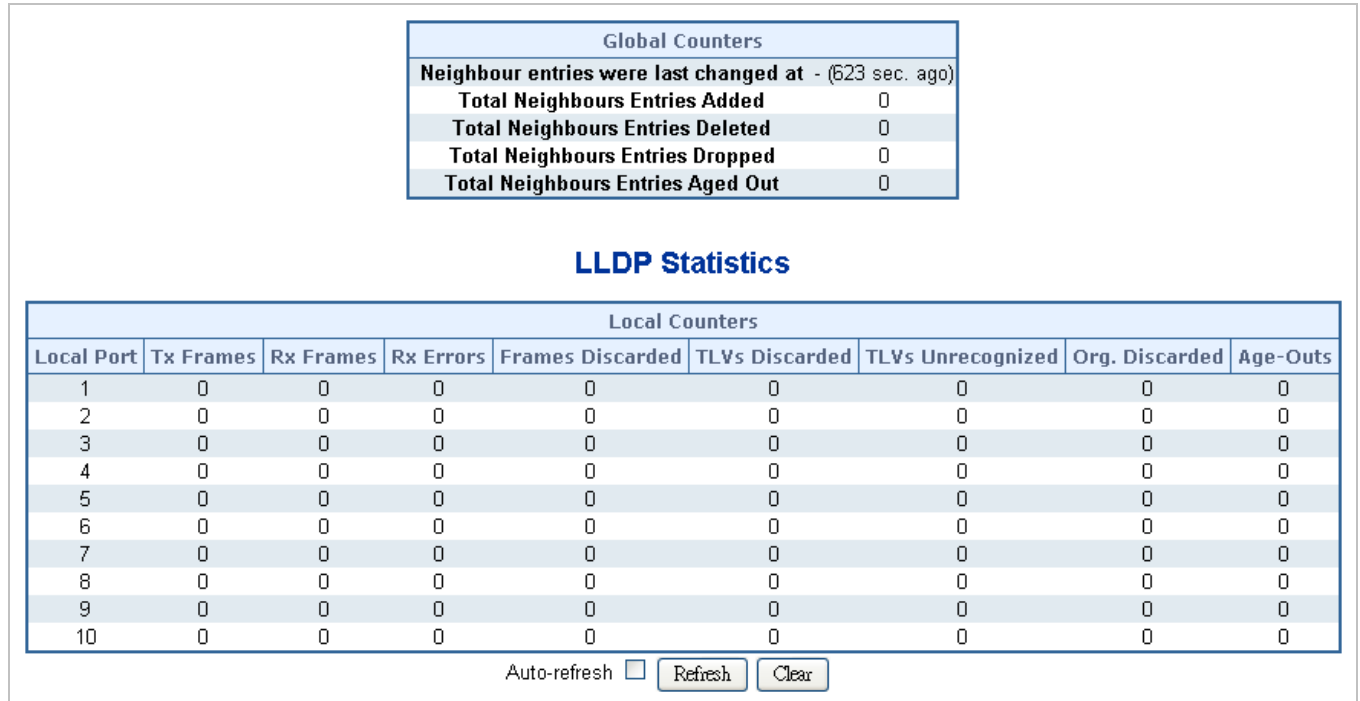 Global Counters
Neighbour entries were last changed at - (623 sec. ago)
Total Neighbours Entries Added 0
Total Neighbours Entries Deleted 0
Total Neighbours Entries Dropped 0
Total Neighbours Entries Aged Out 0
LLDP Statistics
Local Counters
Local Port Tx Frames Rx Frames Rx Errors Frames Discarded TLVs Discarded TLVs Unrecognized Org. Discarded Age-Outs
1 0 0 0 0 0 0 0 0
2 0 0 0 0 0 0 0 0
3 0 0 0 0 0 0 0 0
4 0 0 0 0 0 0 0 0
5 0 0 0 0 0 0 0 0
6 0 0 0 0 0 0 0 0
7 0 0 0 0 0 0 0 0
8 0 0 0 0 0 0 0 0
9 0 0 0 0 0 0 0 0
10 0 0 0 0 0 0 0 0
Auto-refresh Refresh Clear